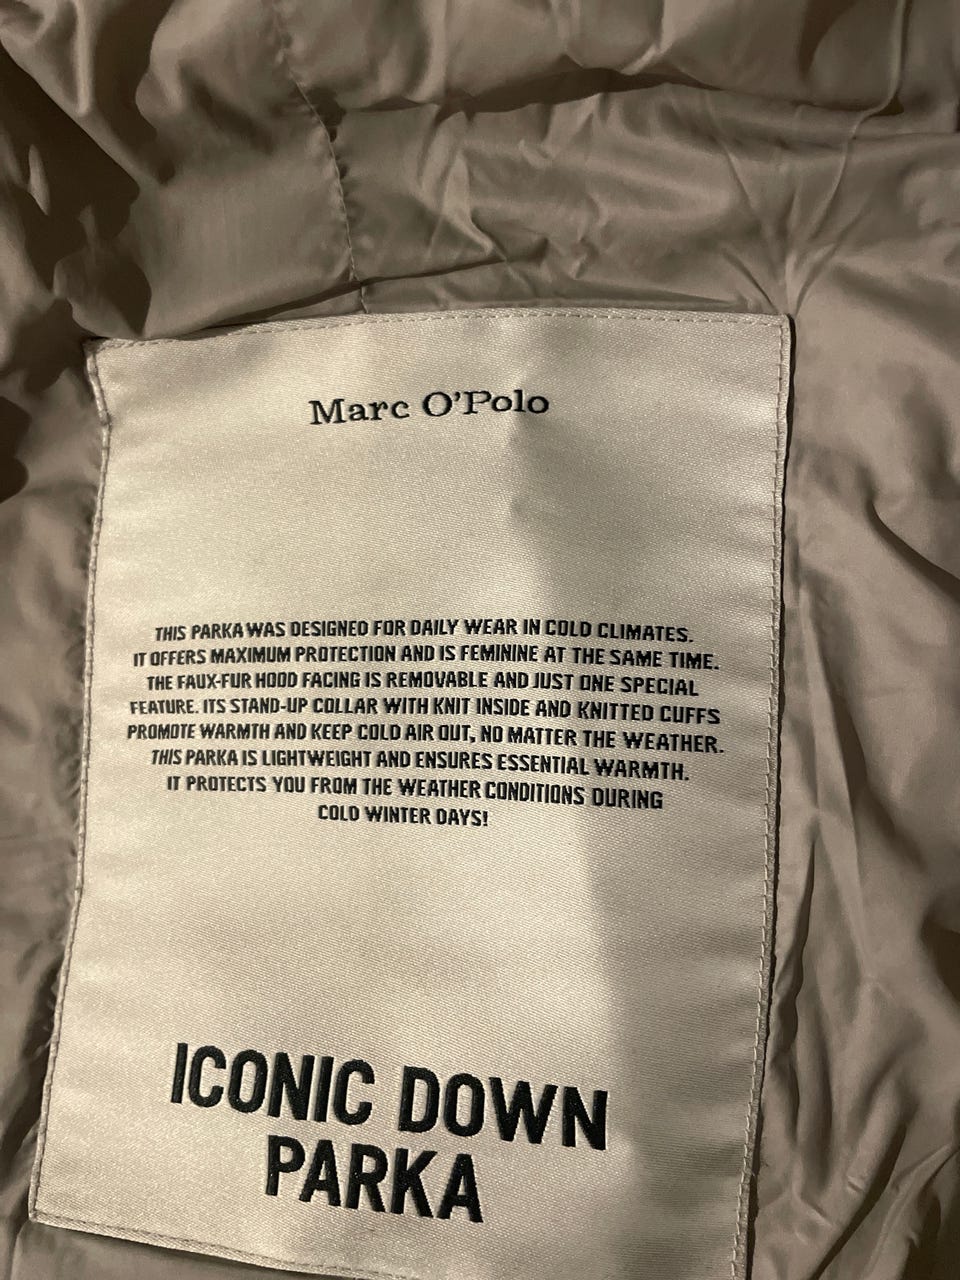 Marc O'Polo
THIS PARKA WAS DESIGNED FOR DAILY WEAR IN COLD CLIMATES.
IT OFFERS MAXIMUM PROTECTION AND IS FEMININE AT THE SAME TIME.
THE FAUX-FUR HOOD FACING IS REMOVABLE AND JUST ONE SPECIAL
FEATURE. ITS STAND-UP COLLAR WITH KNIT INSIDE AND KNITTED CUFFS
PROMOTE WARMTH AND KEEP COLD AIR OUT, NO MATTER THE WEATHER.
THIS PARKA IS LIGHTWEIGHT AND ENSURES ESSENTIAL WARMTH.
IT PROTECTS YOU FROM THE WEATHER CONDITIONS DURING
COLD WINTER DAYS!
ICONIC DOWN
PARKA